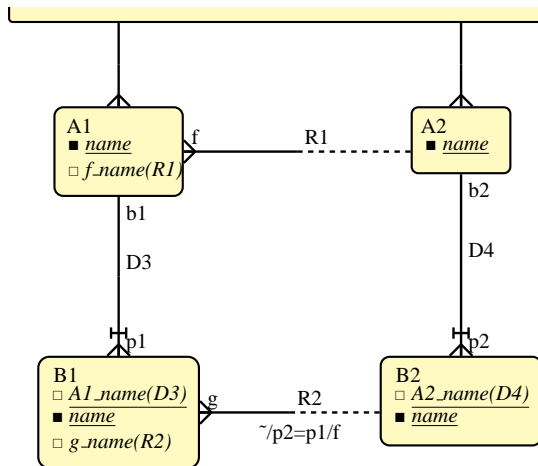 A1
■ name
□ f_name(R1)
f
R1
A2
■ name
b1
b2
D3
D4
p1
p2
B1
□ A1_name(D3)
■ name
□ g_name(R2)
g
R2
~/p2=p1/f
B2
□ A2_name(D4)
■ name